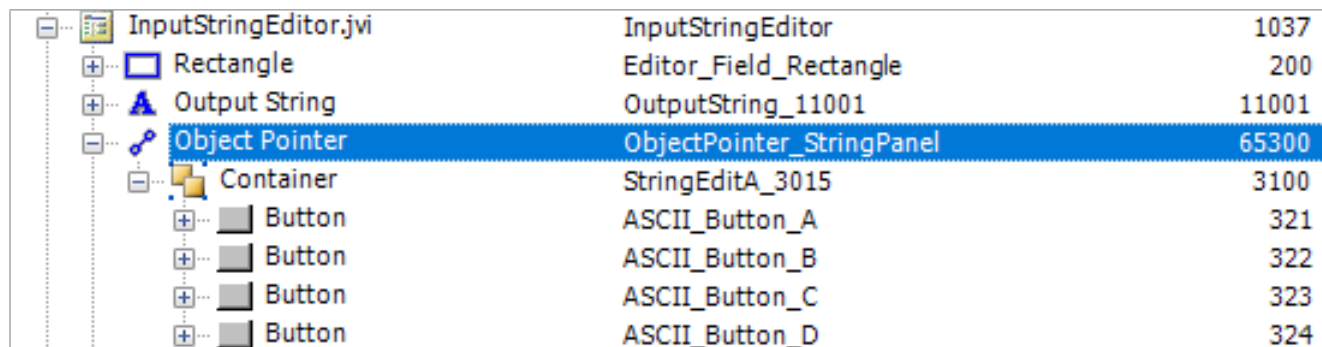 InputStringEditor.jvi InputStringEditor 1037
Rectangle Editor_Field_Rectangle 200
A Output String OutputString_11001 11001
Object Pointer ObjectPointer_StringPanel 65300
Container StringEditA_3015 3100
Button ASCII_Button_A 321
Button ASCII_Button_B 322
Button ASCII_Button_C 323
Button ASCII_Button_D 324